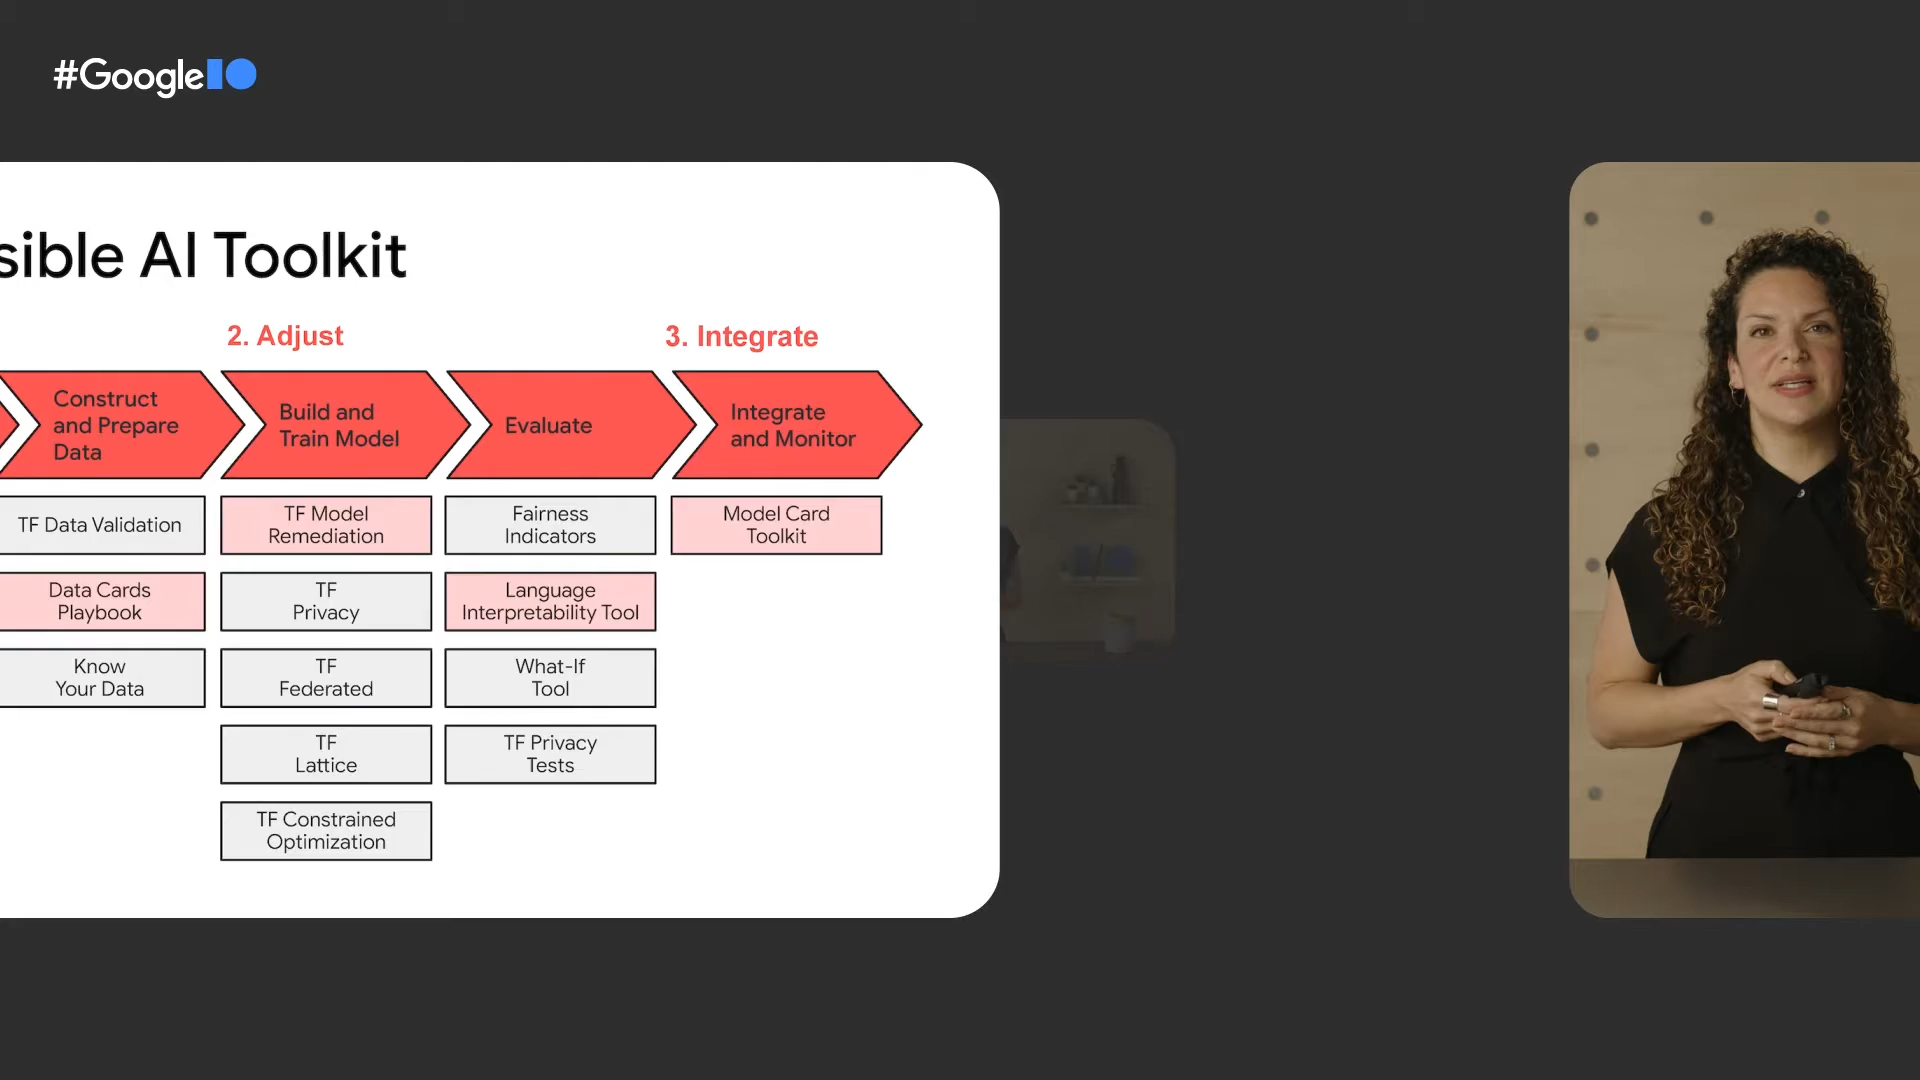 #GoogleIO
sible AI Toolkit
2. Adjust
3. Integrate
Construct
and Prepare
Data
Build and
Train Model
Evaluate
Integrate
and Monitor
TF Data Validation
Data Cards
Playbook
Know
Your Data
TF Model
Remediation
TF
Privacy
TF
Federated
TF
Lattice
TF Constrained
Optimization
Fairness
Indicators
Language
Interpretability Tool
What-If
Tool
TF Privacy
Tests
Model Card
Toolkit